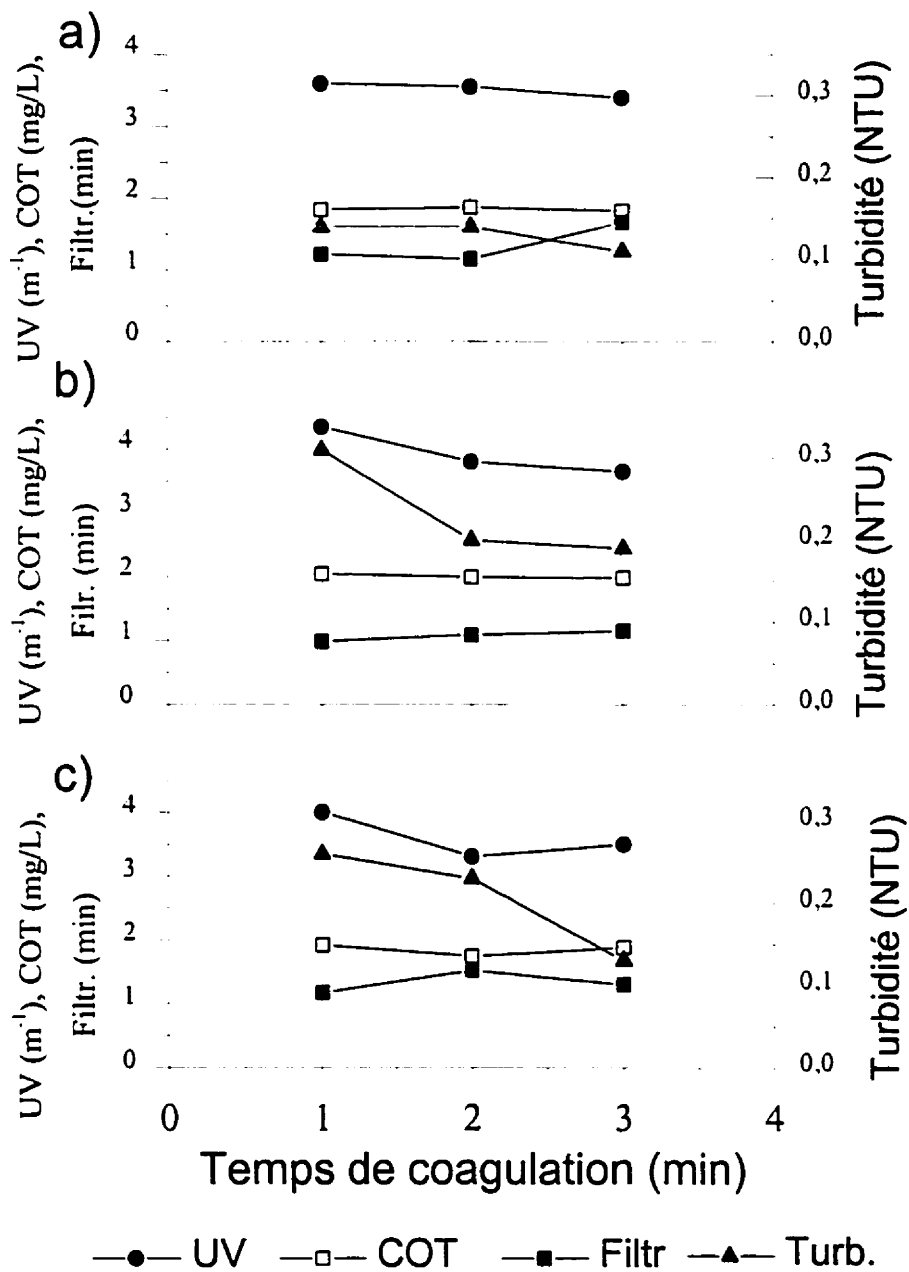 a)
UV (m⁻¹), COT (mg/L),
Filtr.(min)
4
3
2
1
0
0,3
0,2
0,1
0,0
Turbidité (NTU)
b)
UV (m⁻¹), COT (mg/L),
Filr. (min)
4
3
2
1
0
0.3
0.2
0.1
0.0
Turbidité (NTU)
c)
UV (m⁻¹), COT (mg/L),
Filtr. (min)
4
3
2
1
0
0.3
0.2
0.1
0,0
Turbidité (NTU)
0 1 2 3 4
Temps de coagulation (min)
UV COT Filtr Turb.